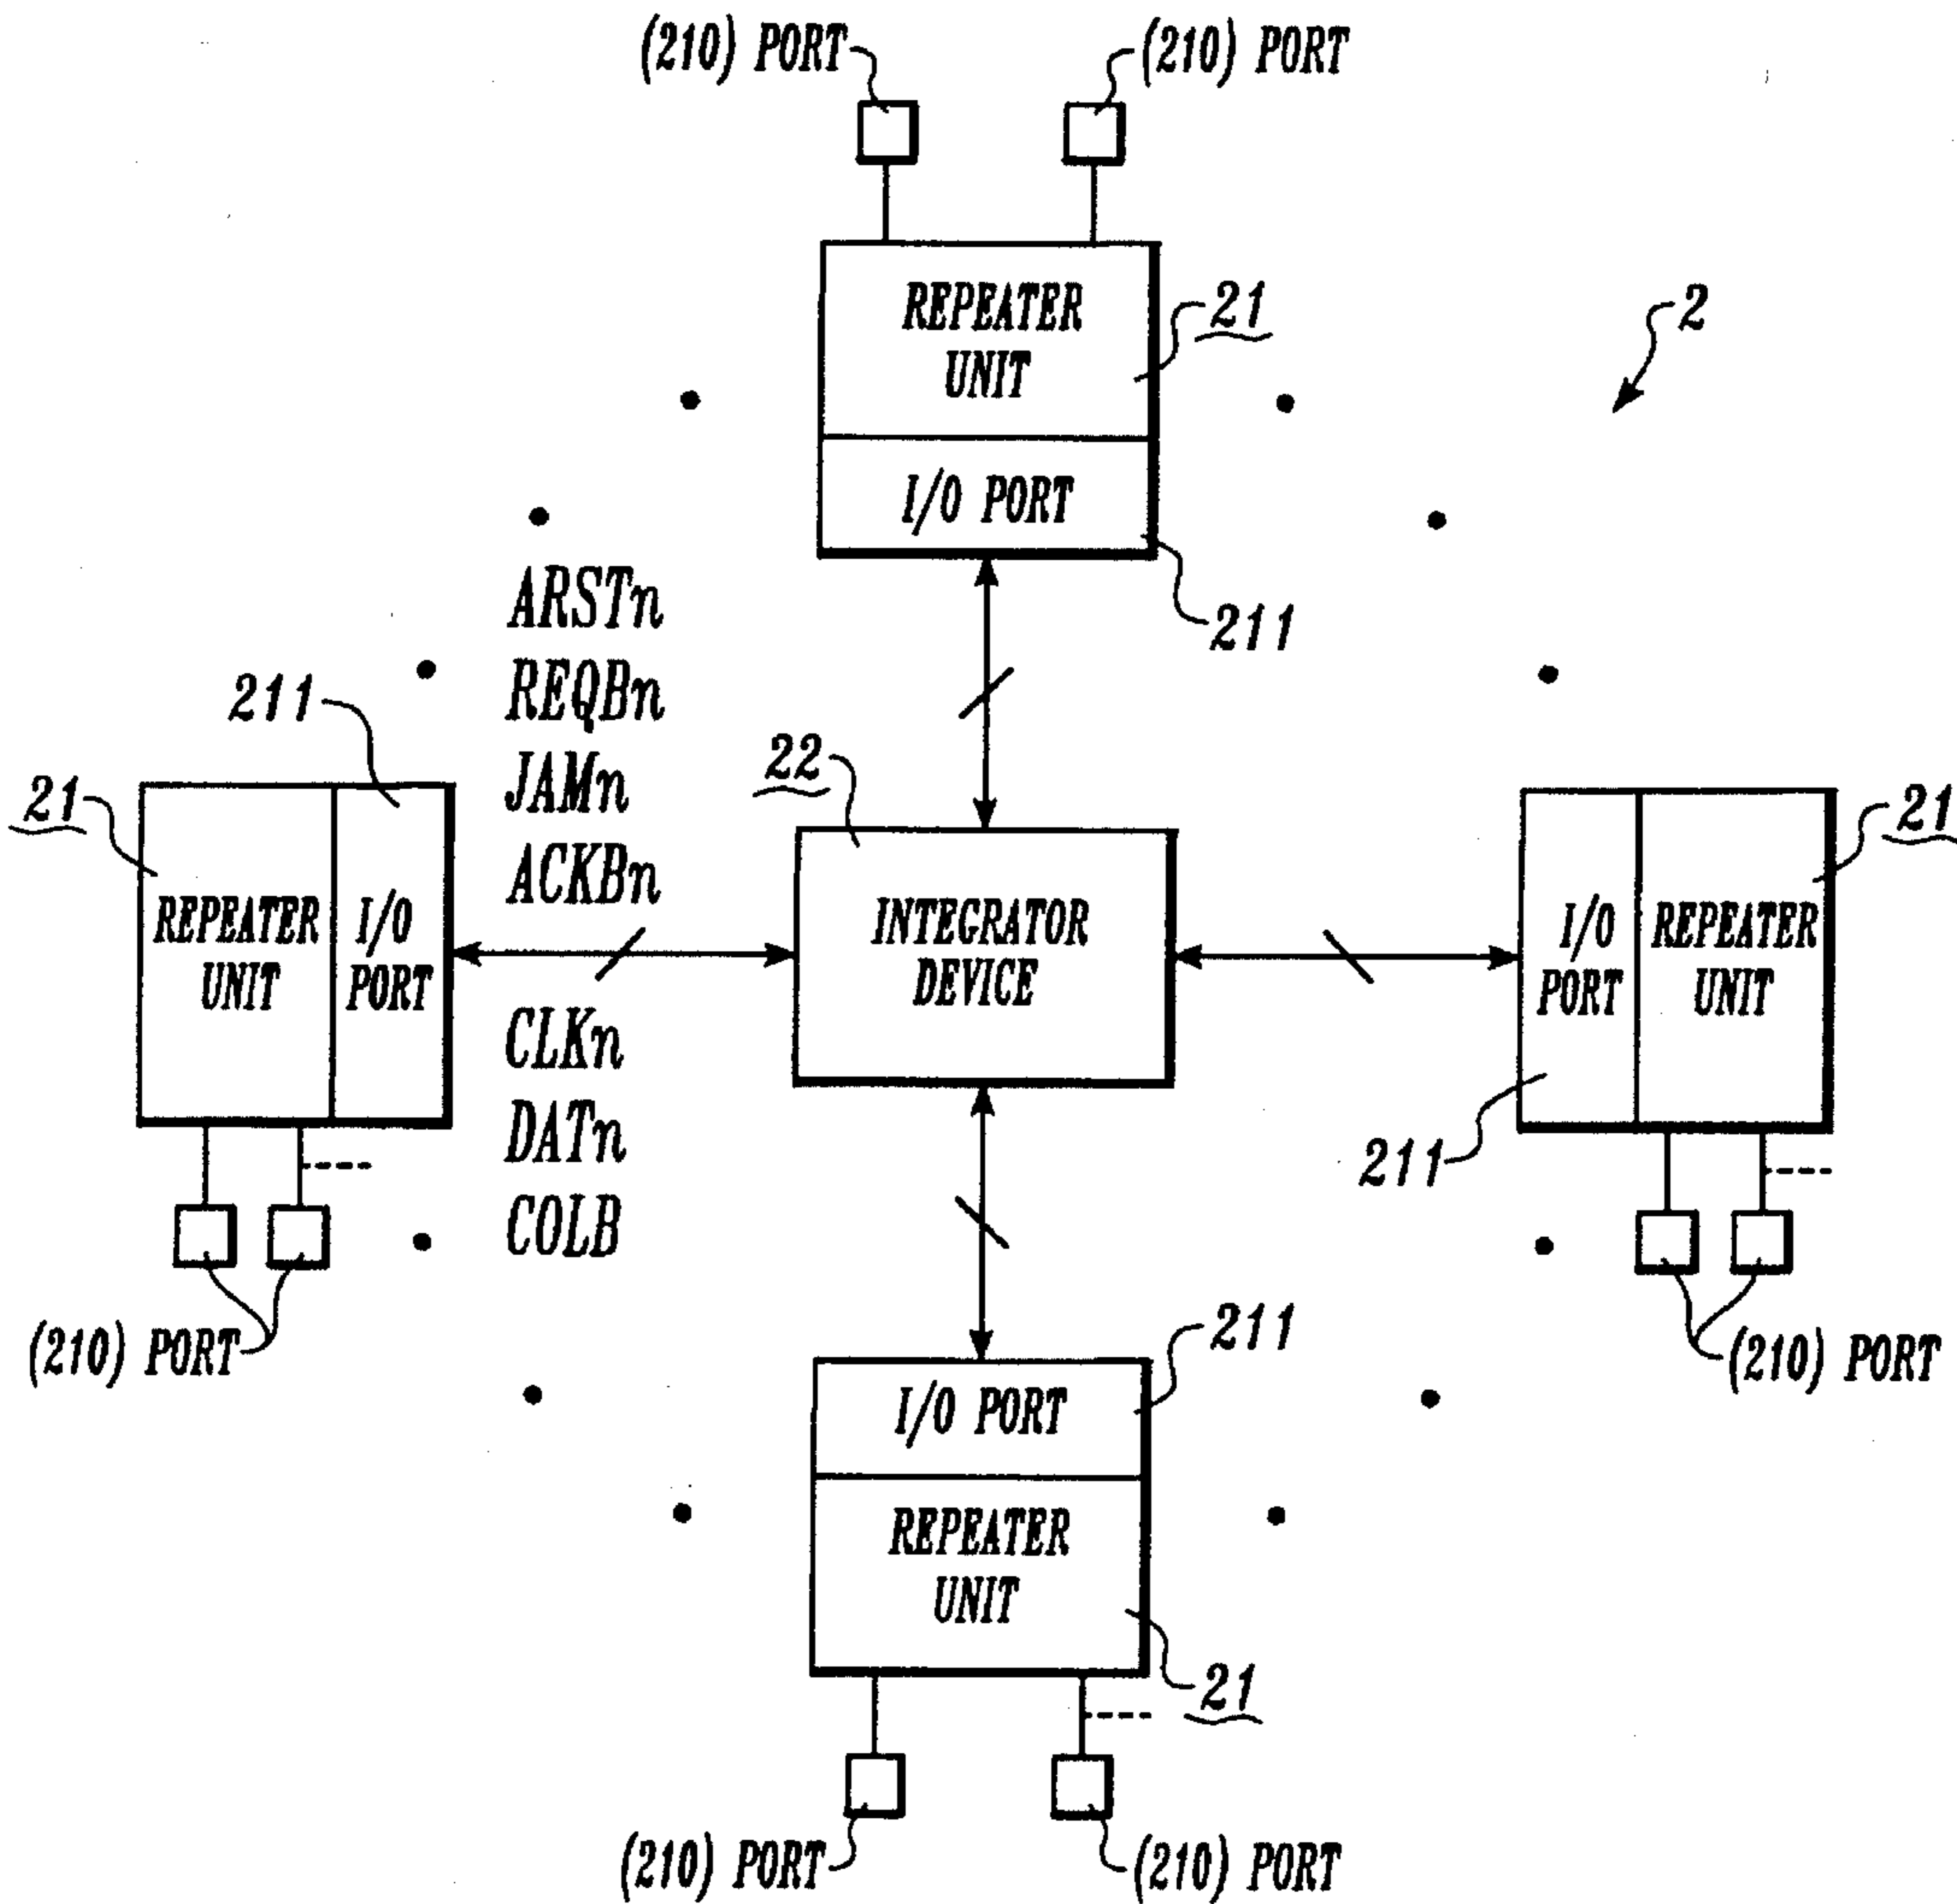 (210) PORT
(210) PORT
REPEATER
UNIT
21
2
I/O PORT
211
ARSTn
REQBn
JAMn
ACKBn
211
21
REPEATER
UNIT
I/O
PORT
22
INTEGRATOR
DEVICE
21
I/O
PORT
REPEATER
UNIT
211
CLKn
DATn
COLB
(210) PORT
(210) PORT
211
I/O PORT
REPEATER
UNIT
21
(210) PORT
(210) PORT